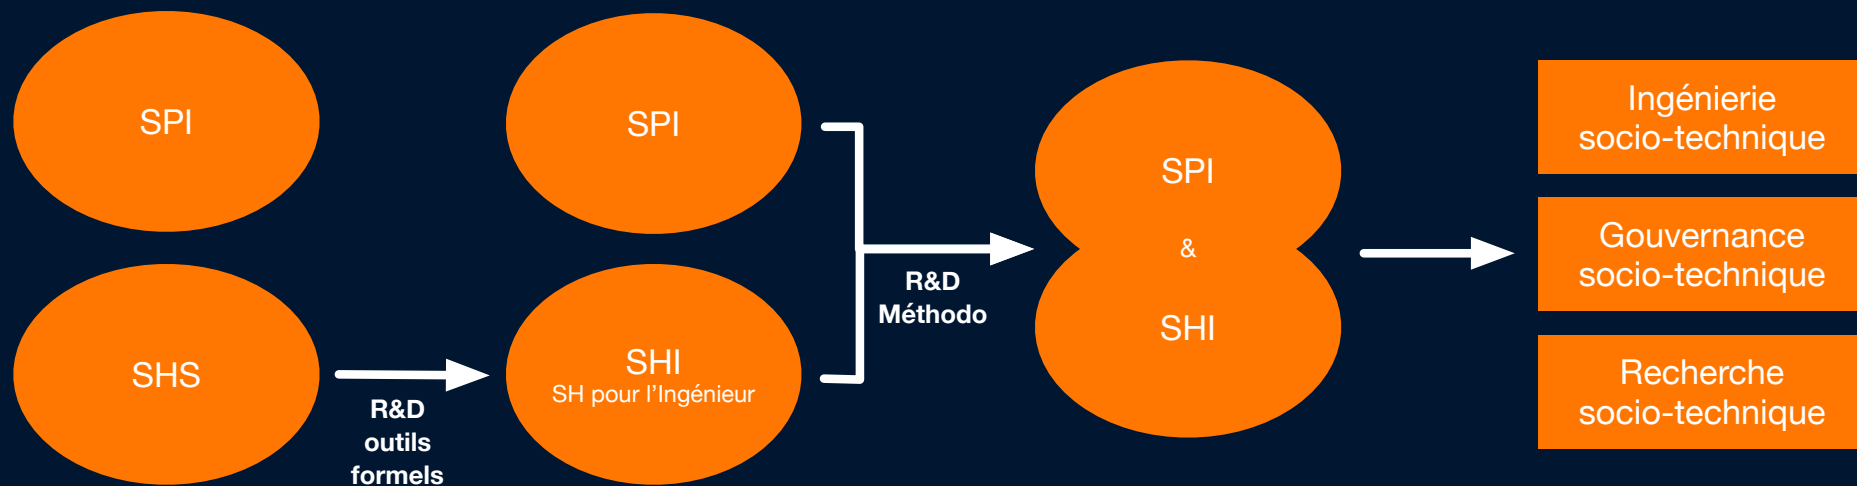 SPI
SHS
R&D
outils
formels
SPI
SHI
SH pour l'Ingénieur
R&D
Méthodo
SPI
&
SHI
Ingénierie
socio-technique
Gouvernance
socio-technique
Recherche
socio-technique